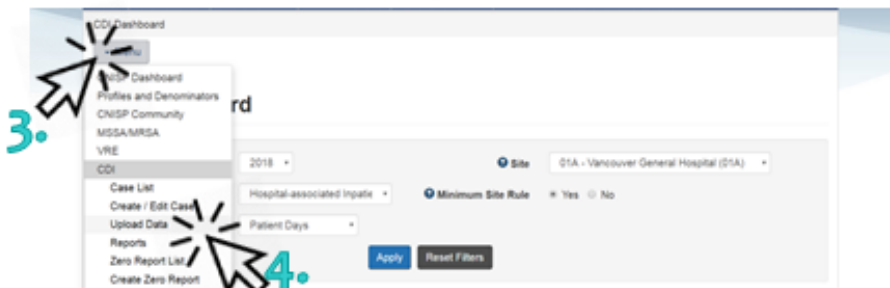 CDI Dashboard
Menu
CNISP Dashboard
Profiles and Denominators
rd
CNISP Community
3.
MSSA/MRSA
VRE
2018
Site
01A - Vancouver General Hospital (01A)
CDI
Case List
Hospital-associated Inpatie
Minimum Site Rule
Yes
No
Create / Edit Case
Upload Data
Patient Days
Reports
Zero Report List
4.
Apply
Reset Filters
Create Zero Report